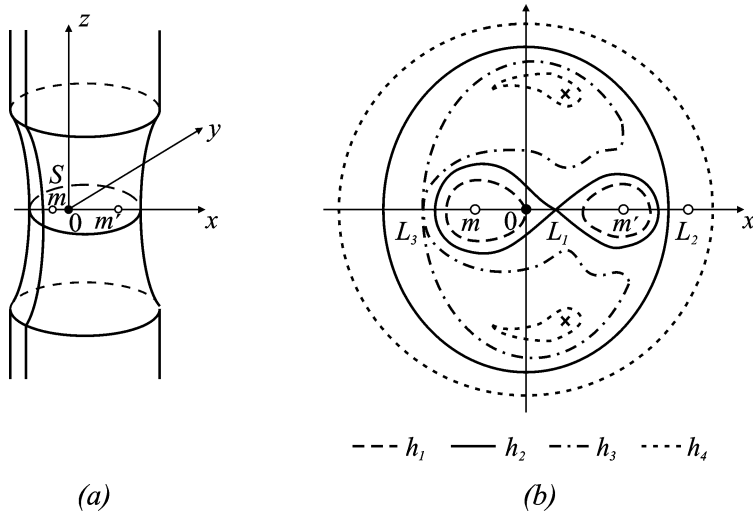 z
y
S
m
0
m′
x
x
L₃
m
0
L₁
m′
L₂
h₁
h₂
h₃
h₄
(a)
(b)